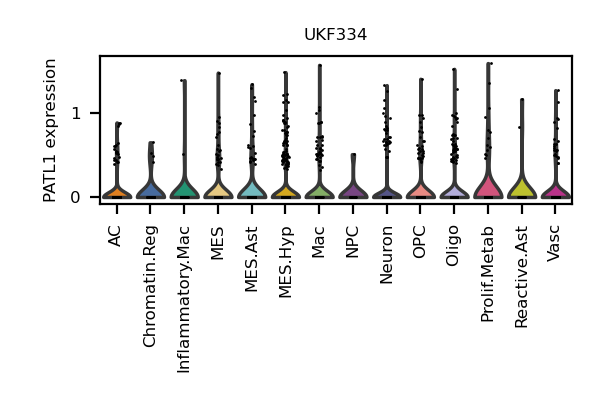 UKF334
PATL1 expression
1
0
AC
Chromatin.Reg
Inflammatory.Mac
MES
MES.Ast
MES.Hyp
Mac
NPC
Neuron
OPC
Oligo
Prolif.Metab
Reactive.Ast
Vasc